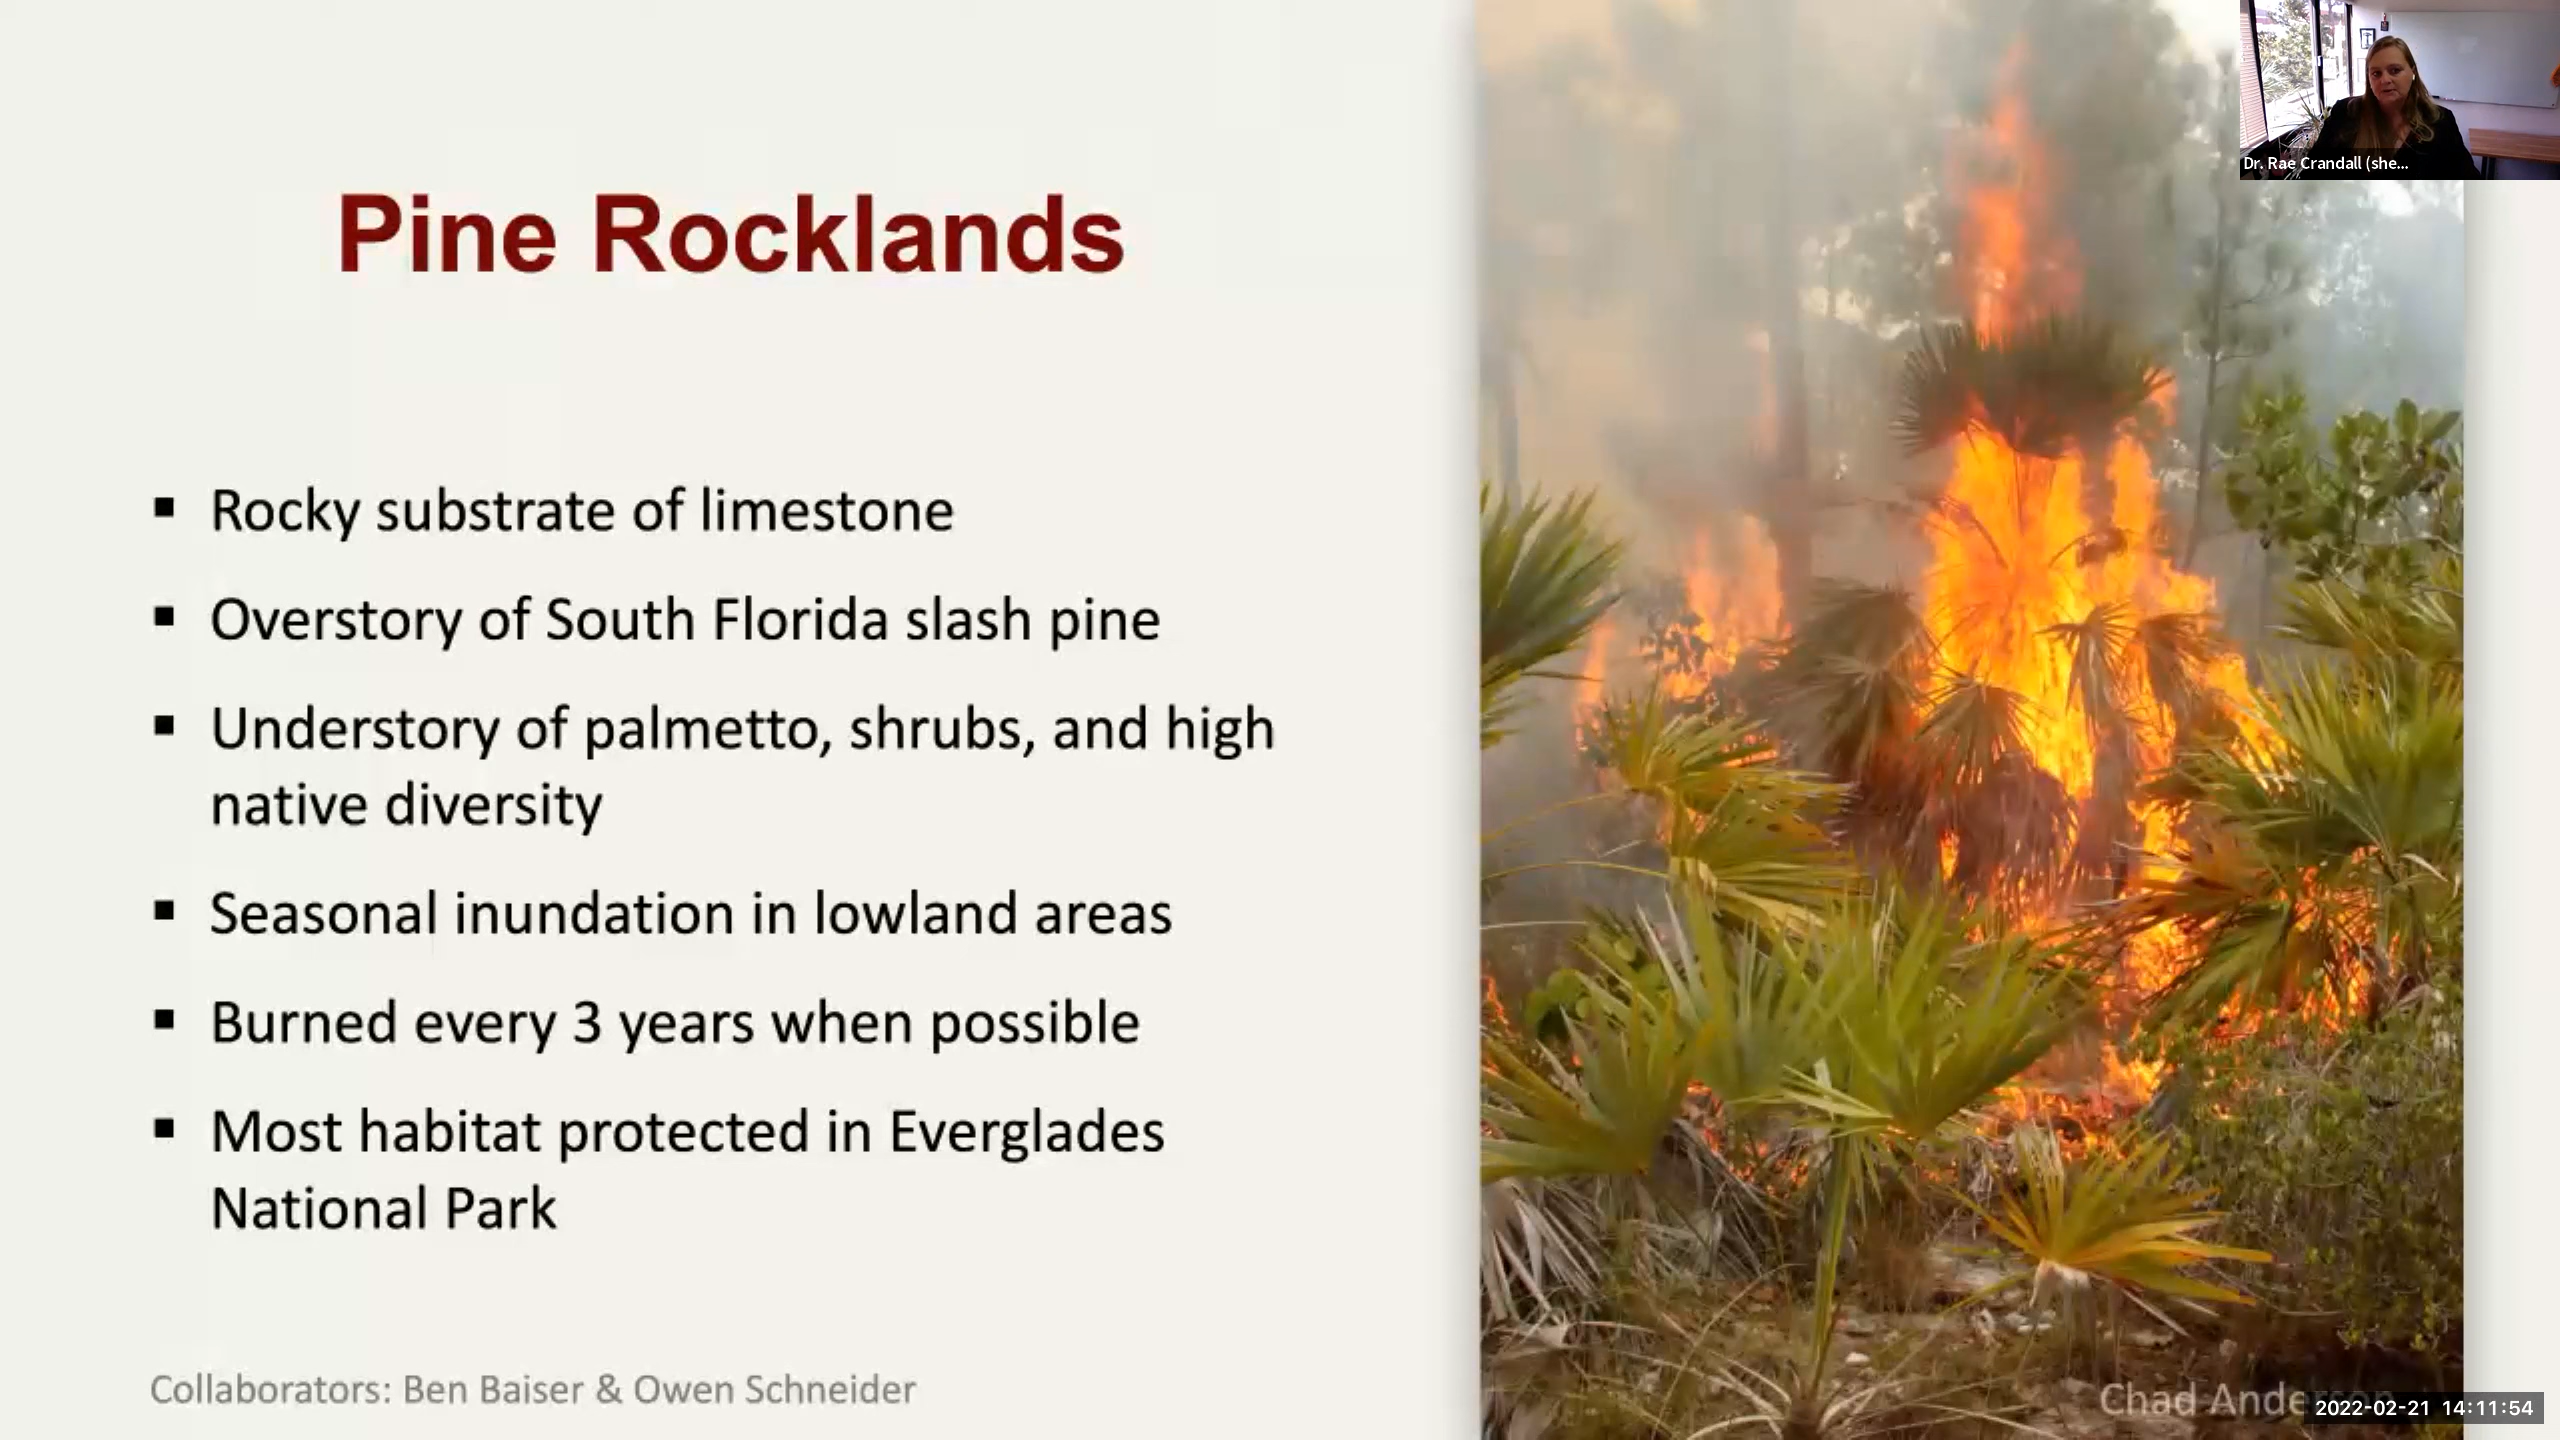 Pine Rocklands
▪ Rocky substrate of limestone
▪ Overstory of South Florida slash pine
▪ Understory of palmetto, shrubs, and high
native diversity
▪ Seasonal inundation in lowland areas
▪ Burned every 3 years when possible
▪ Most habitat protected in Everglades
National Park
Collaborators: Ben Baiser & Owen Schneider
Dr. Rae Crandall (she...
Chad Anderson
2022-02-21 14:11:54